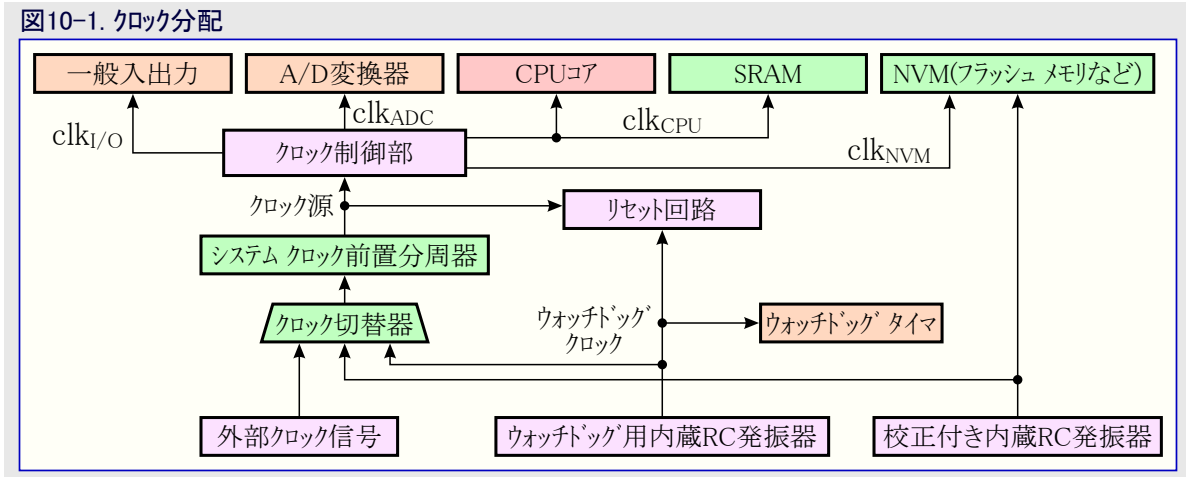 図10-1. クロック分配
一般入出力
A/D変換器
CPUコア
SRAM
NVM(フラッシュ メモリなど)
clkI/O
clkADC
clkCPU
clkNVM
クロック制御部
クロック源
リセット回路
システム クロック前置分周器
クロック切替器
ウォッチドッグ
クロック
ウォッチドッグ タイマ
外部クロック信号
ウォッチドッグ用内蔵RC発振器
校正付き内蔵RC発振器